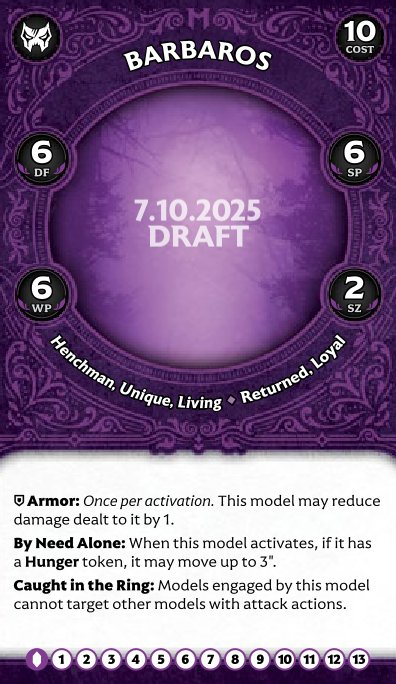 BARBAROS
10
COST
6
DF
6
SP
7.10.2025
DRAFT
6
WP
2
SZ
Henchman, Unique, Living ◆ Returned, Loyal
Armor: Once per activation. This model may reduce
damage dealt to it by 1.
By Need Alone: When this model activates, if it has
a Hunger token, it may move up to 3".
Caught in the Ring: Models engaged by this model
cannot target other models with attack actions.
1 2 3 4 5 6 7 8 9 10 11 12 13